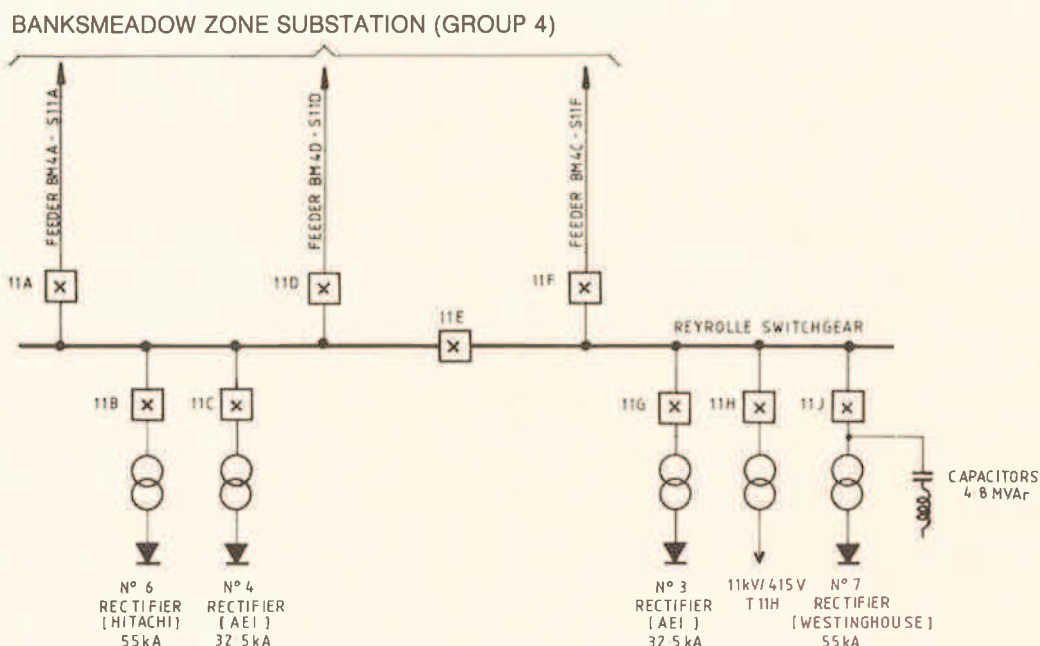 BANKSMEADOW ZONE SUBSTATION (GROUP 4)
FEEDER BM4A - S11A
FEEDER BM4D - S11D
FEEDER BM4C - S11F
11A
11D
11F
11E
REYROLLE SWITCHGEAR
11B
11C
11G
11H
11J
CAPACITORS
4.8 MVAr
Nº 6
RECTIFIER
[HITACHI]
55kA
Nº 4
RECTIFIER
[AEI]
32.5kA
Nº 3
RECTIFIER
[AEI]
32.5kA
11kV/415V
T11H
Nº 7
RECTIFIER
[WESTINGHOUSE]
55kA